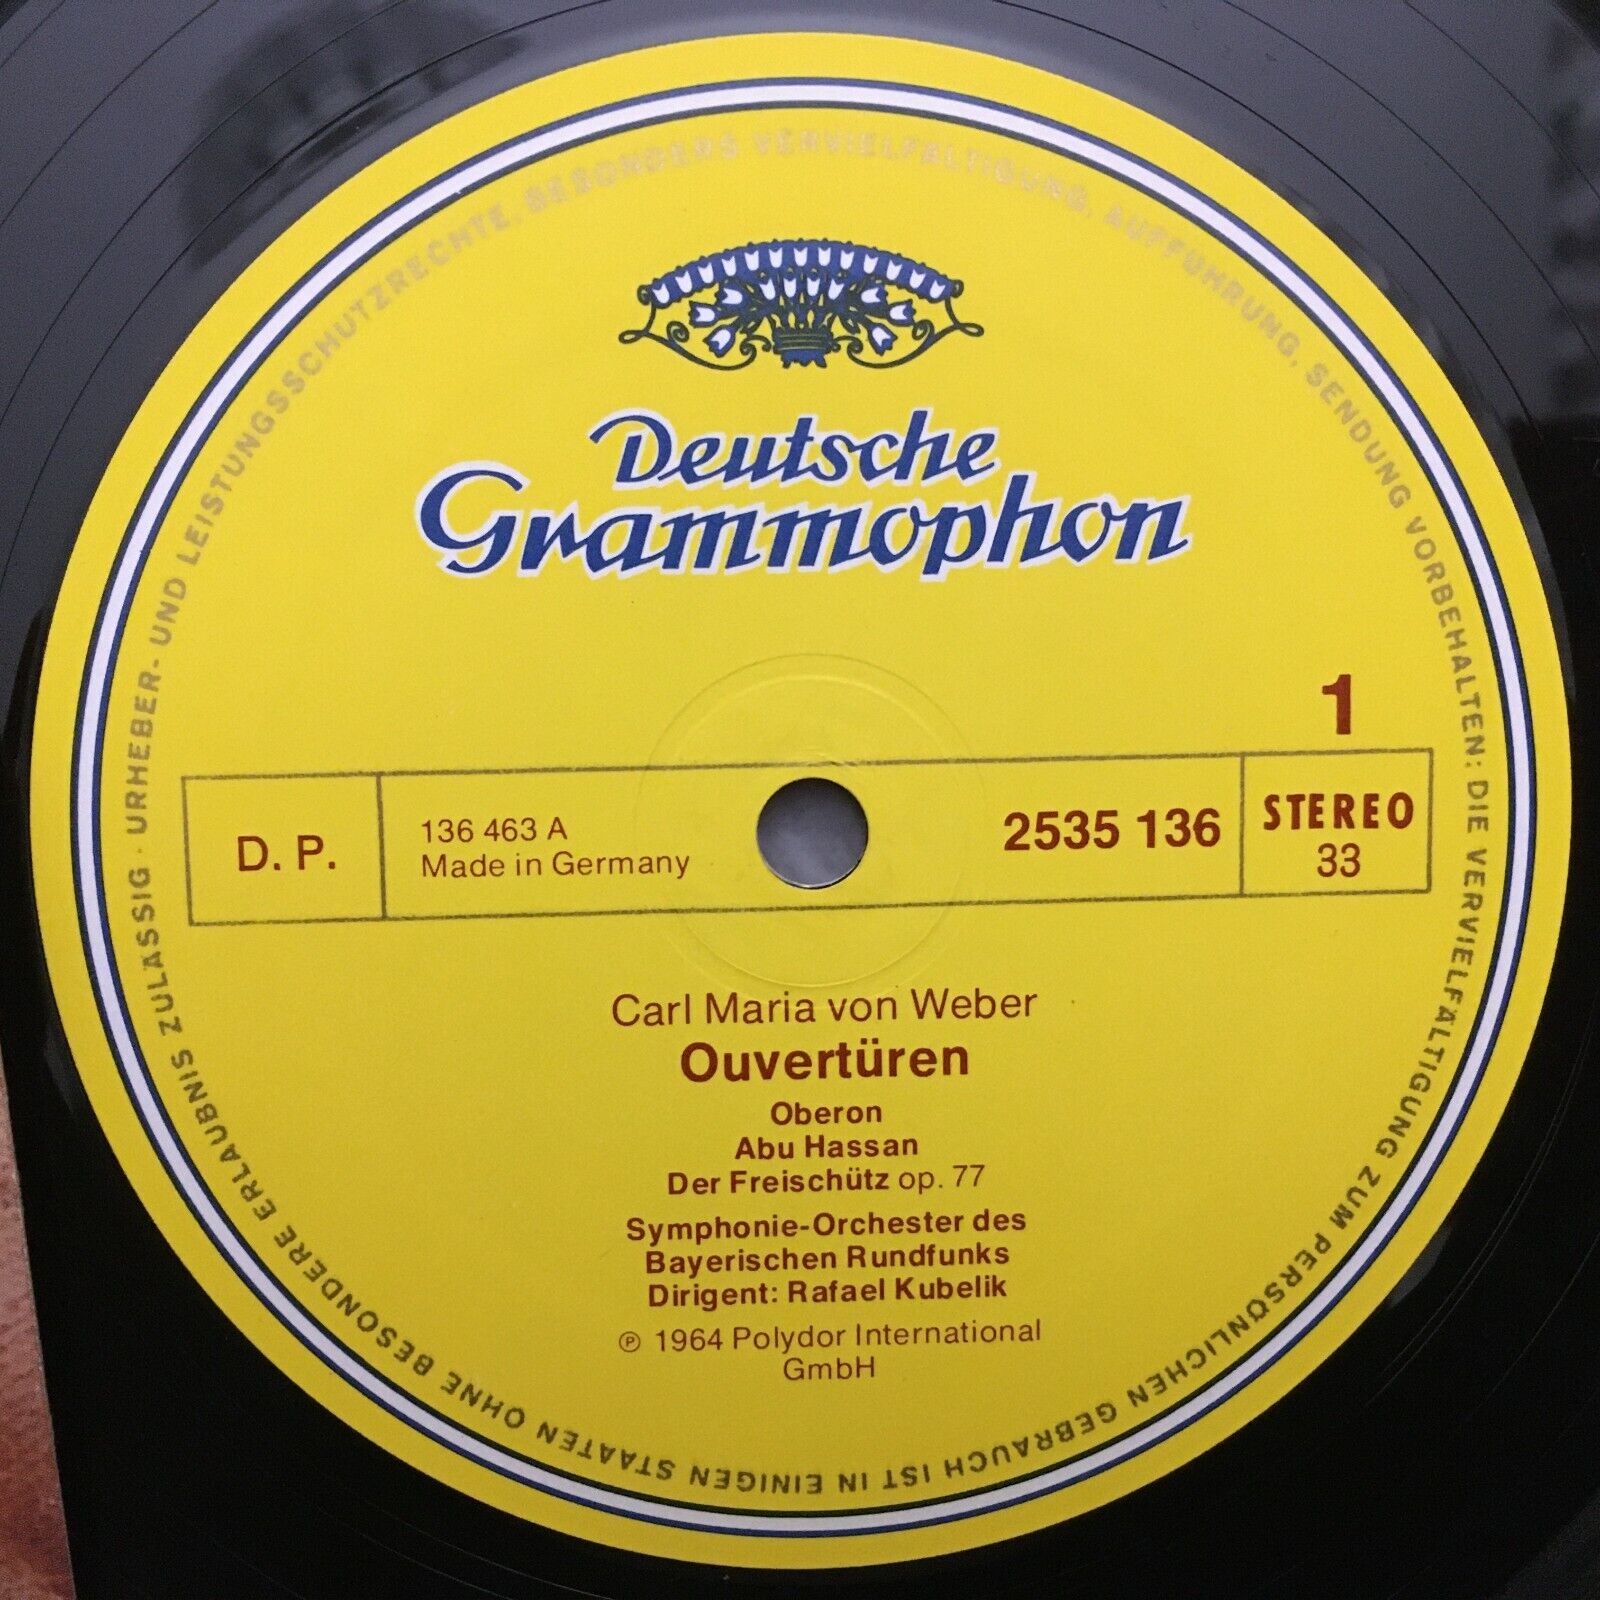 URHEBER- UND LEISTUNGSSCHUTZRECHTE, BESONDERS VERVIELFÄLTIGUNG, AUFFÜHRUNG, SENDUNG VORBEHALTEN: DIE VERVIELFÄLTIGUNG ZUM PERSÖNLICHEN GEBRAUCH IST IN EINIGEN STAATEN OHNE BESONDERE ERLAUBNIS ZULÄSSIG ·
Deutsche
Grammophon
1
D. P.
136 463 A
Made in Germany
2535 136
STEREO
33
Carl Maria von Weber
Ouvertüren
Oberon
Abu Hassan
Der Freischütz op. 77
Symphonie-Orchester des
Bayerischen Rundfunks
Dirigent: Rafael Kubelik
℗ 1964 Polydor International
GmbH